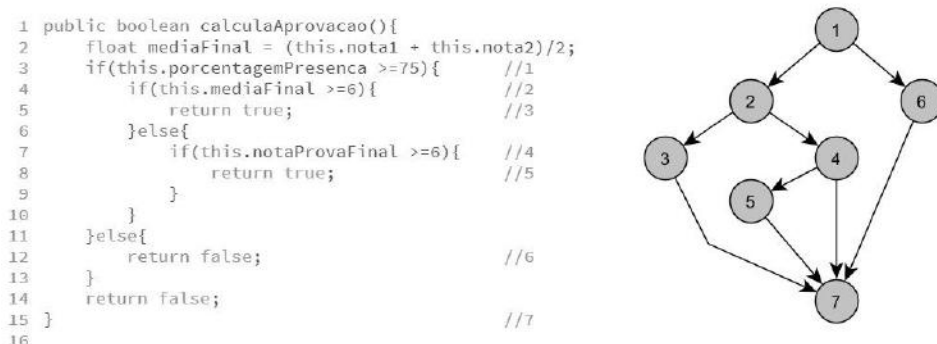 1 public boolean calculaAprovacao(){
2 float mediaFinal = (this.nota1 + this.nota2)/2;
3 if(this.porcentagemPresenca >=75){ //1
4 if(this.mediaFinal >=6){ //2
5 return true; //3
6 }else{
7 if(this.notaProvaFinal >=6){ //4
8 return true; //5
9 }
10 }
11 }else{
12 return false; //6
13 }
14 return false;
15 } //7
16
1
2
6
3
4
5
7